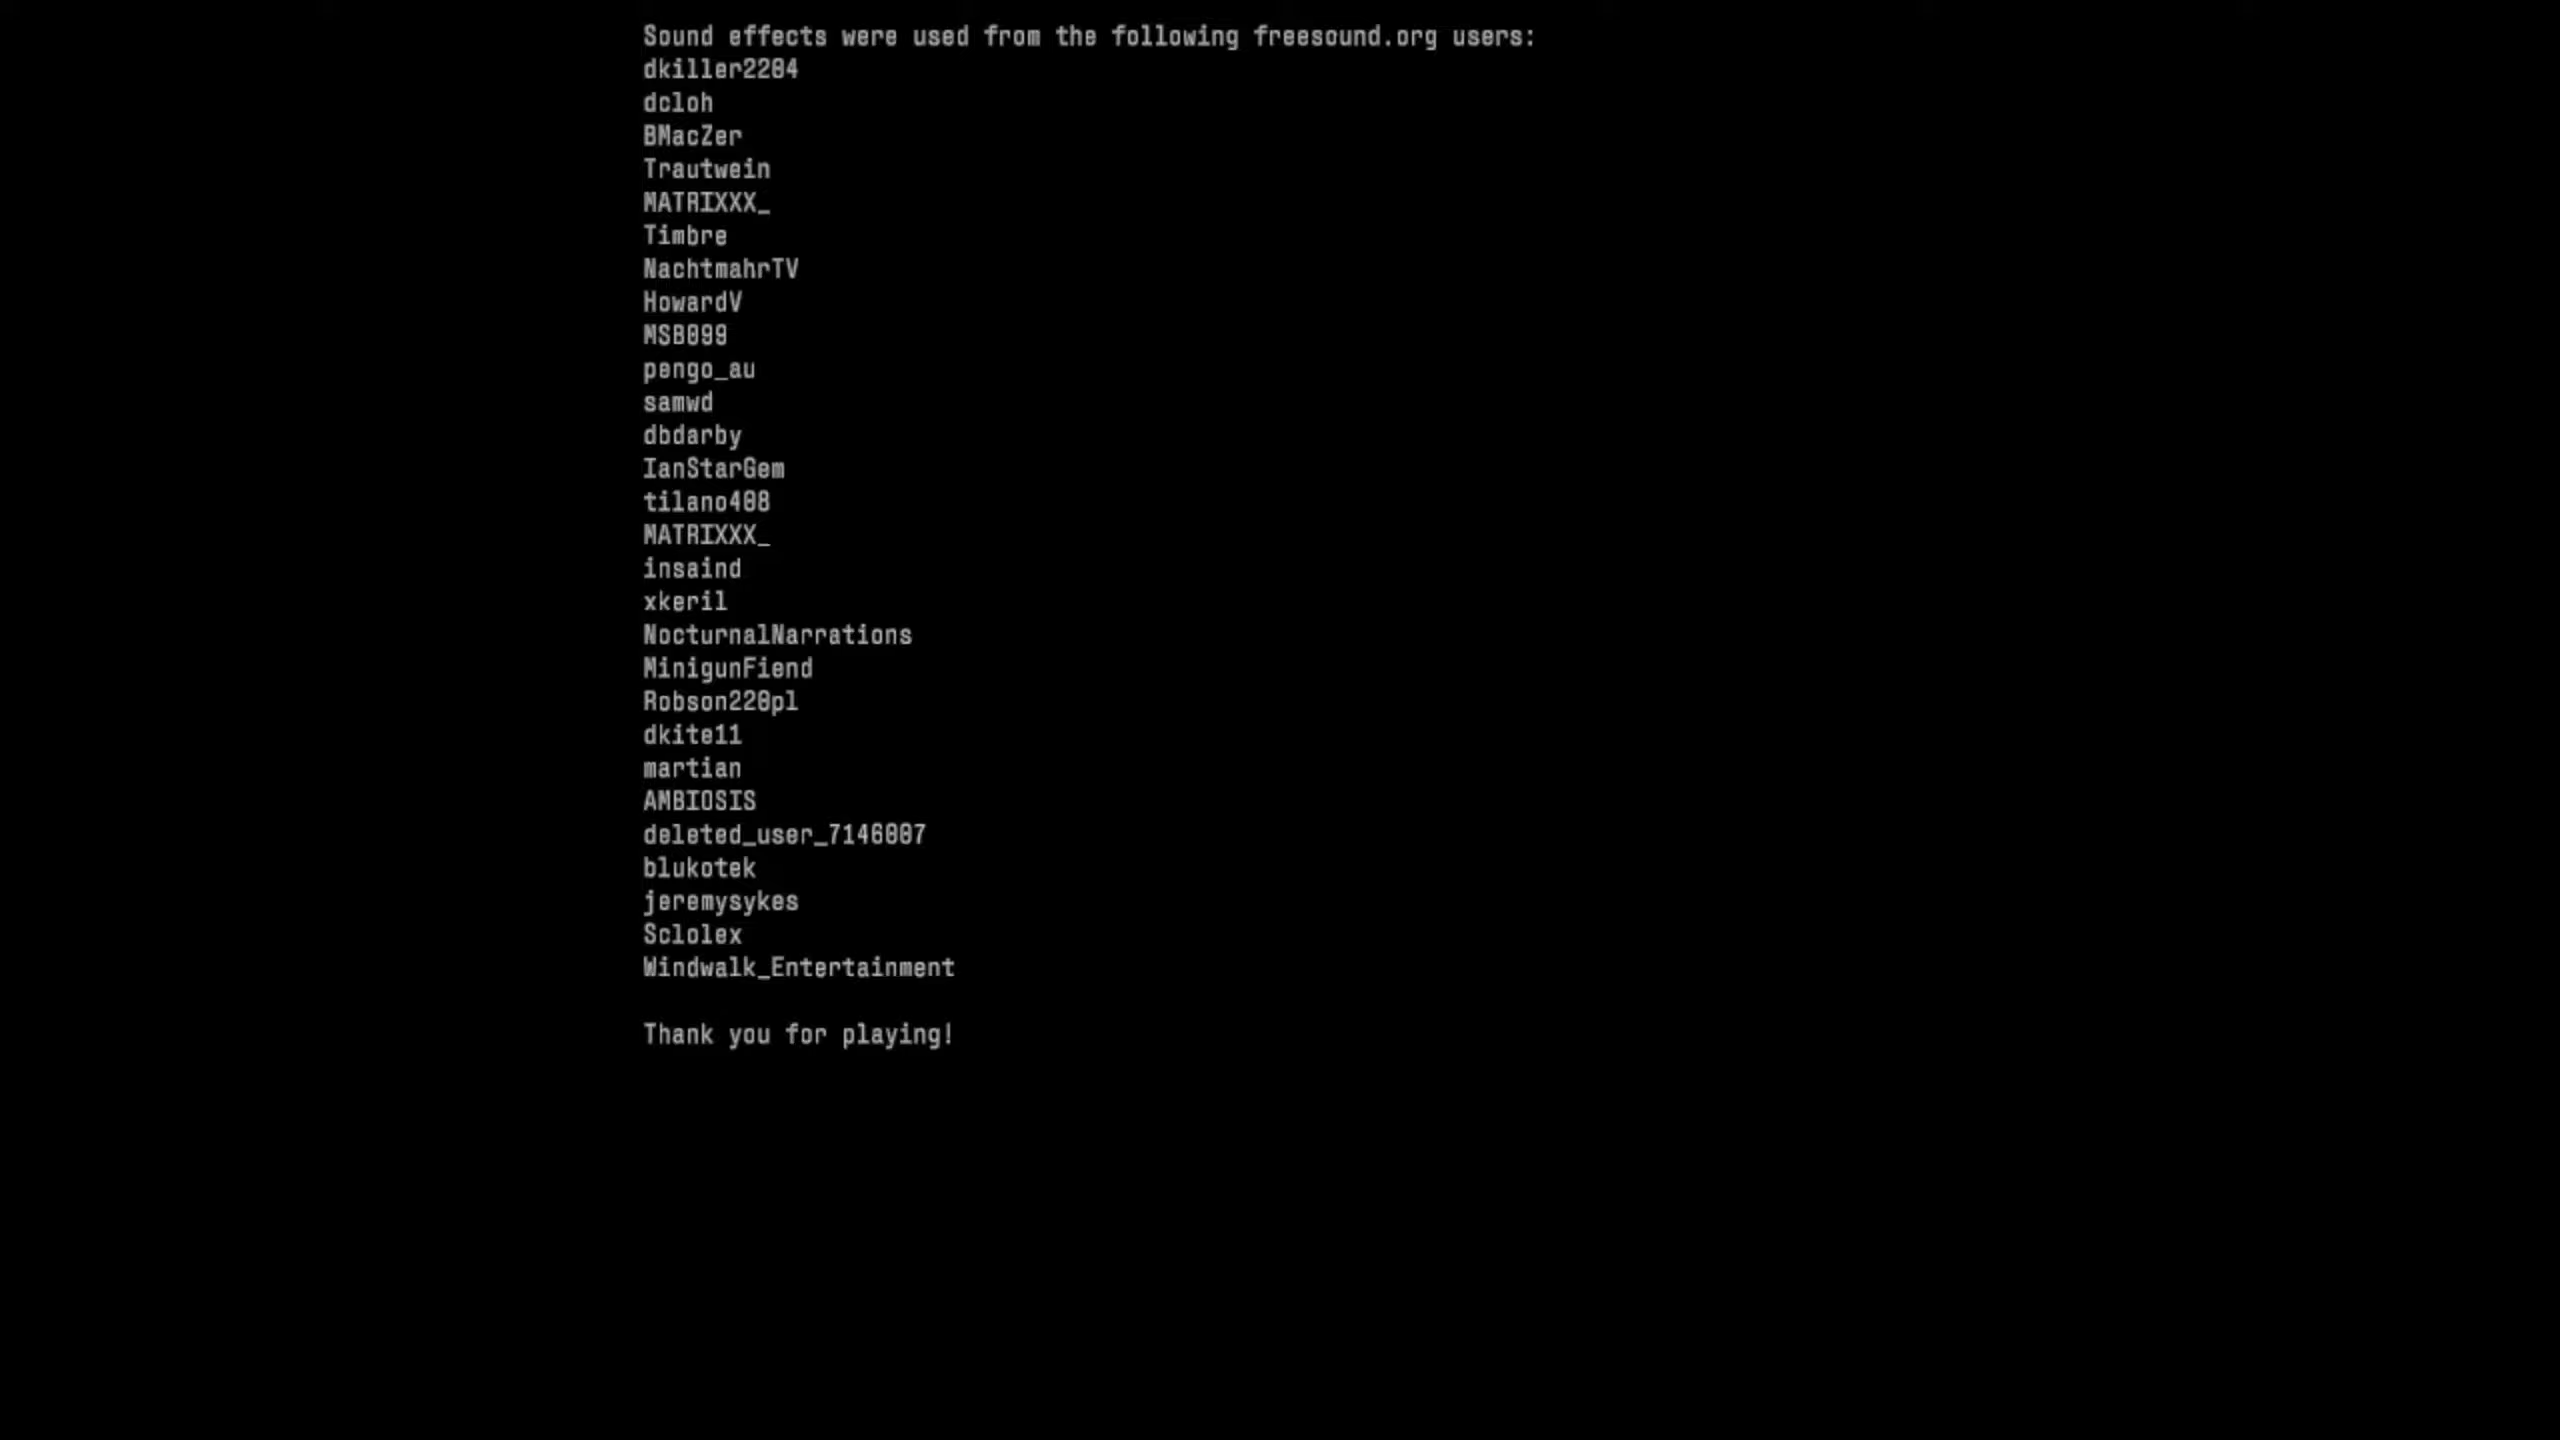 Sound effects were used from the following freesound.org users:
dkiller2204
dcloh
BMacZer
Trautwein
MATRIXXX_
Timbre
NachtmahrTV
HowardV
MSB099
pengo_au
samwd
dbdarby
IanStarGem
tilano408
MATRIXXX_
insaind
xkeril
NocturnalNarrations
MinigunFiend
Robson220pl
dkite11
martian
AMBIOSIS
deleted_user_7146007
blukotek
jeremysykes
Sclolex
Windwalk_Entertainment
Thank you for playing!